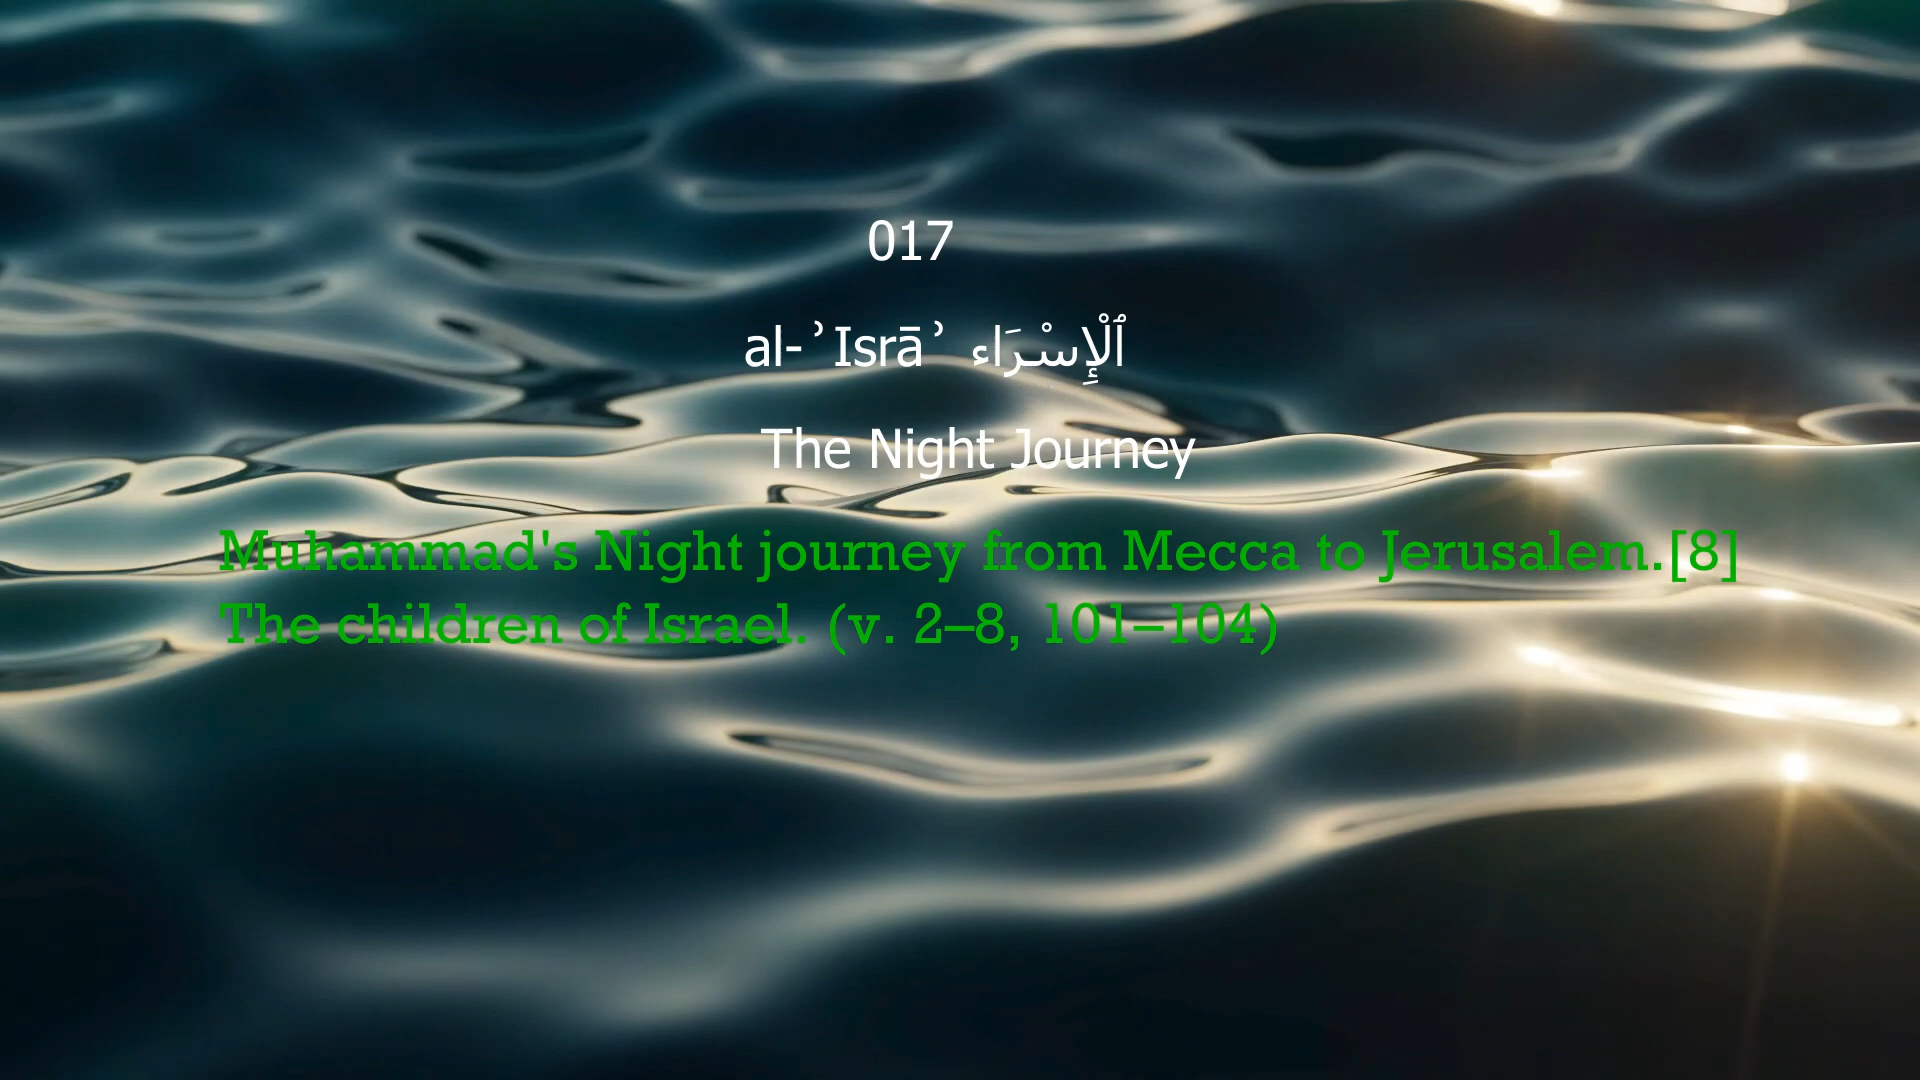 017
al-ʾIsrāʾ ٱلْإِسْرَاء
The Night Journey
Muhammad's Night journey from Mecca to Jerusalem.[8]
The children of Israel. (v. 2–8, 101–104)